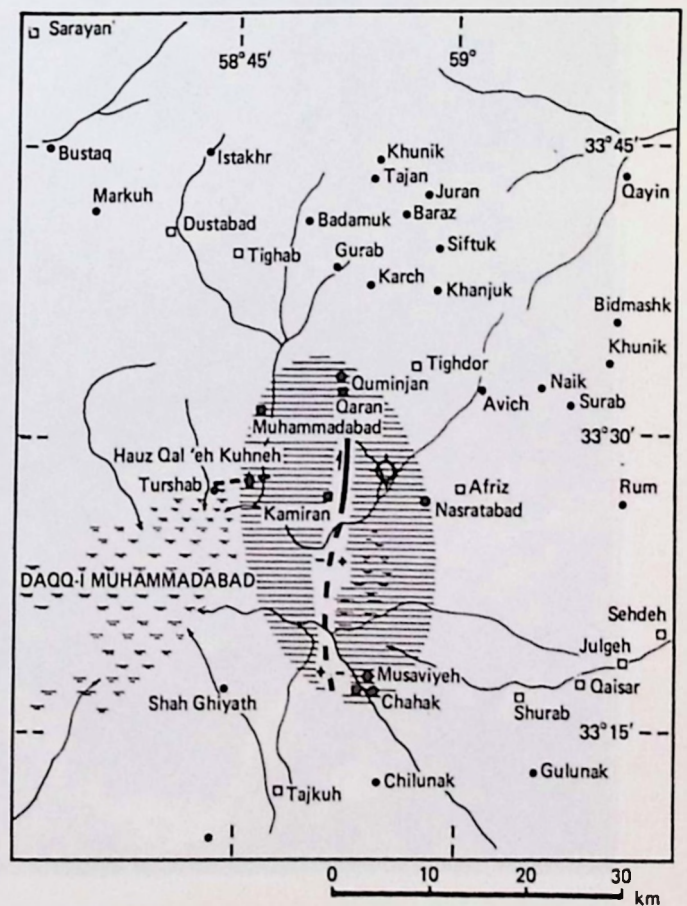 Sarayan
58°45'
59°
Bustaq
Istakhr
Khunik
33°45'
Tajan
Qayin
Markuh
Juran
Baraz
Dustabad
Badamuk
Tighab
Gurab
Siftuk
Karch
Khanjuk
Bidmashk
Khunik
Tighdor
Quminjan
Naik
Qaran
Avich
Surab
Muhammadabad
33°30'
Hauz Qal'eh Kuhneh
Turshab
Afriz
Rum
Kamiran
Nasratabad
DAQQ-I MUHAMMADABAD
Sehdeh
Julgeh
Musaviyeh
Qaisar
Shah Ghiyath
Chahak
Shurab
33°15'
Tajkuh
Chilunak
Gulunak
0 10 20 30
km